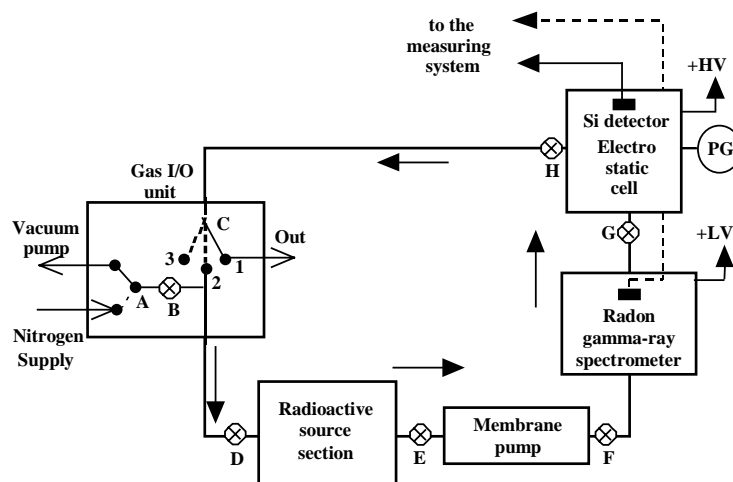 to the
measuring
system
+HV
Si detector
Electro
static
cell
PG
H
Gas I/O
unit
C
Vacuum
pump
Out
3
1
2
A
B
G
+LV
Nitrogen
Supply
Radon
gamma-ray
spectrometer
Radioactive
source
section
Membrane
pump
D
E
F